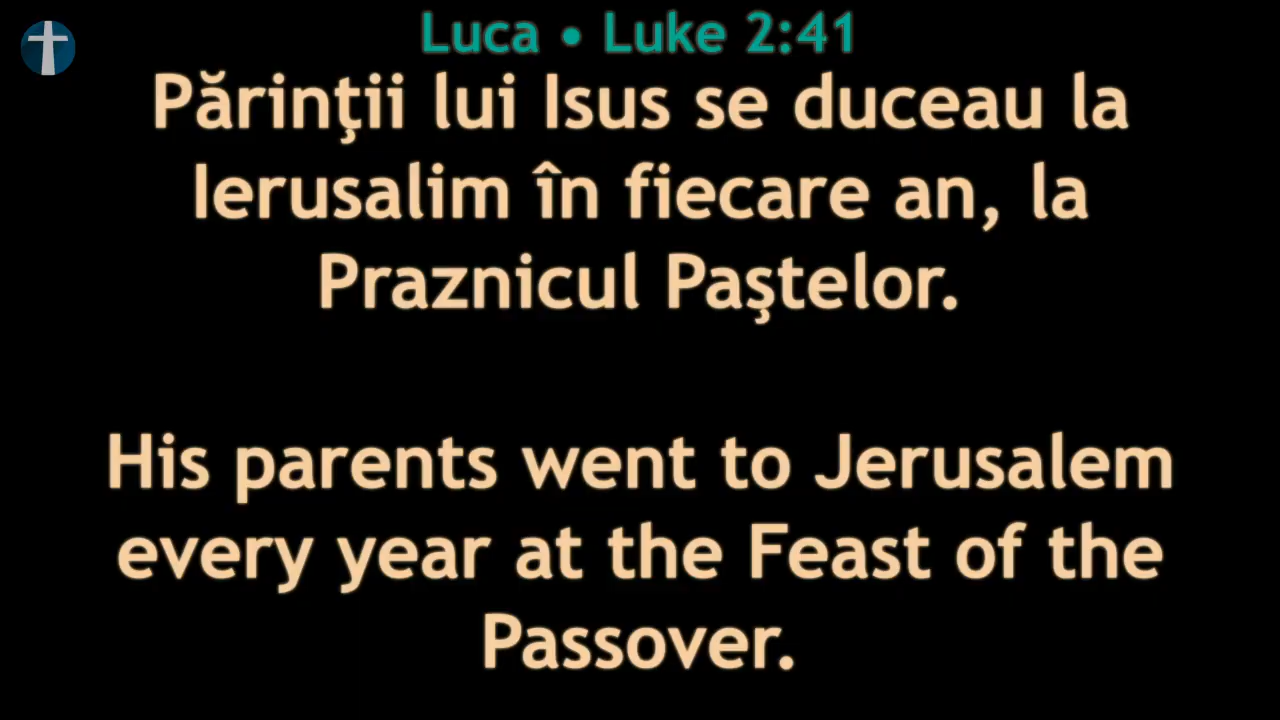 Luca • Luke 2:41
Părinţii lui Isus se duceau la
Ierusalim în fiecare an, la
Praznicul Paştelor.
His parents went to Jerusalem
every year at the Feast of the
Passover.